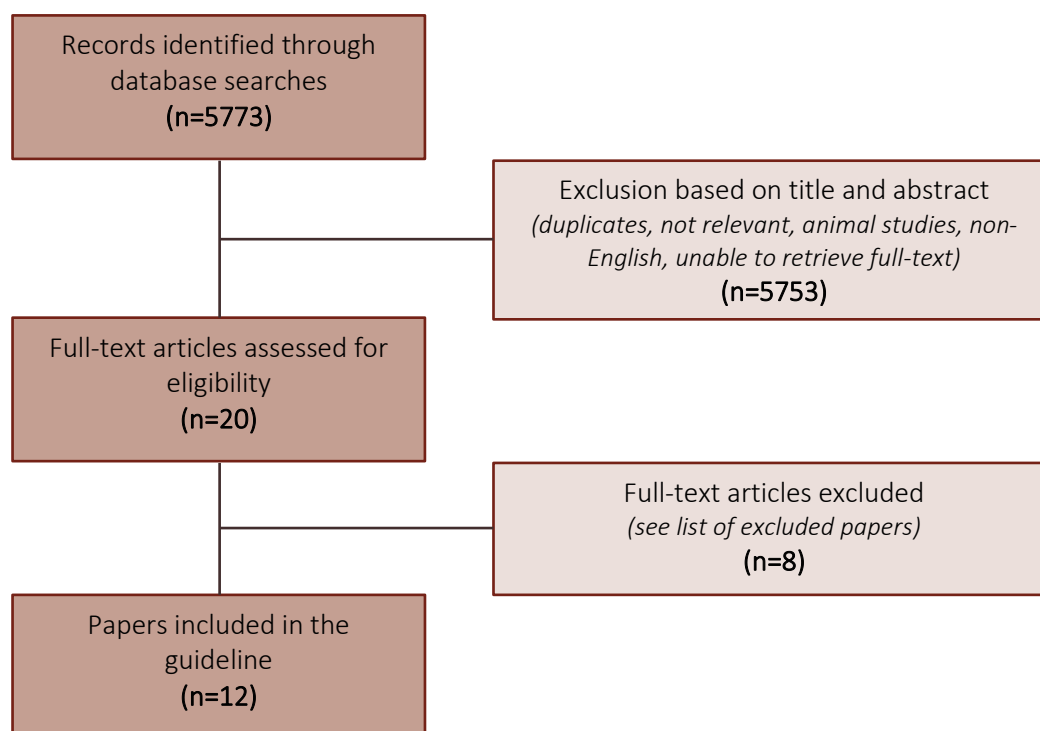 Records identified through
database searches
(n=5773)
Exclusion based on title and abstract
(duplicates, not relevant, animal studies, non-
English, unable to retrieve full-text)
(n=5753)
Full-text articles assessed for
eligibility
(n=20)
Full-text articles excluded
(see list of excluded papers)
(n=8)
Papers included in the
guideline
(n=12)